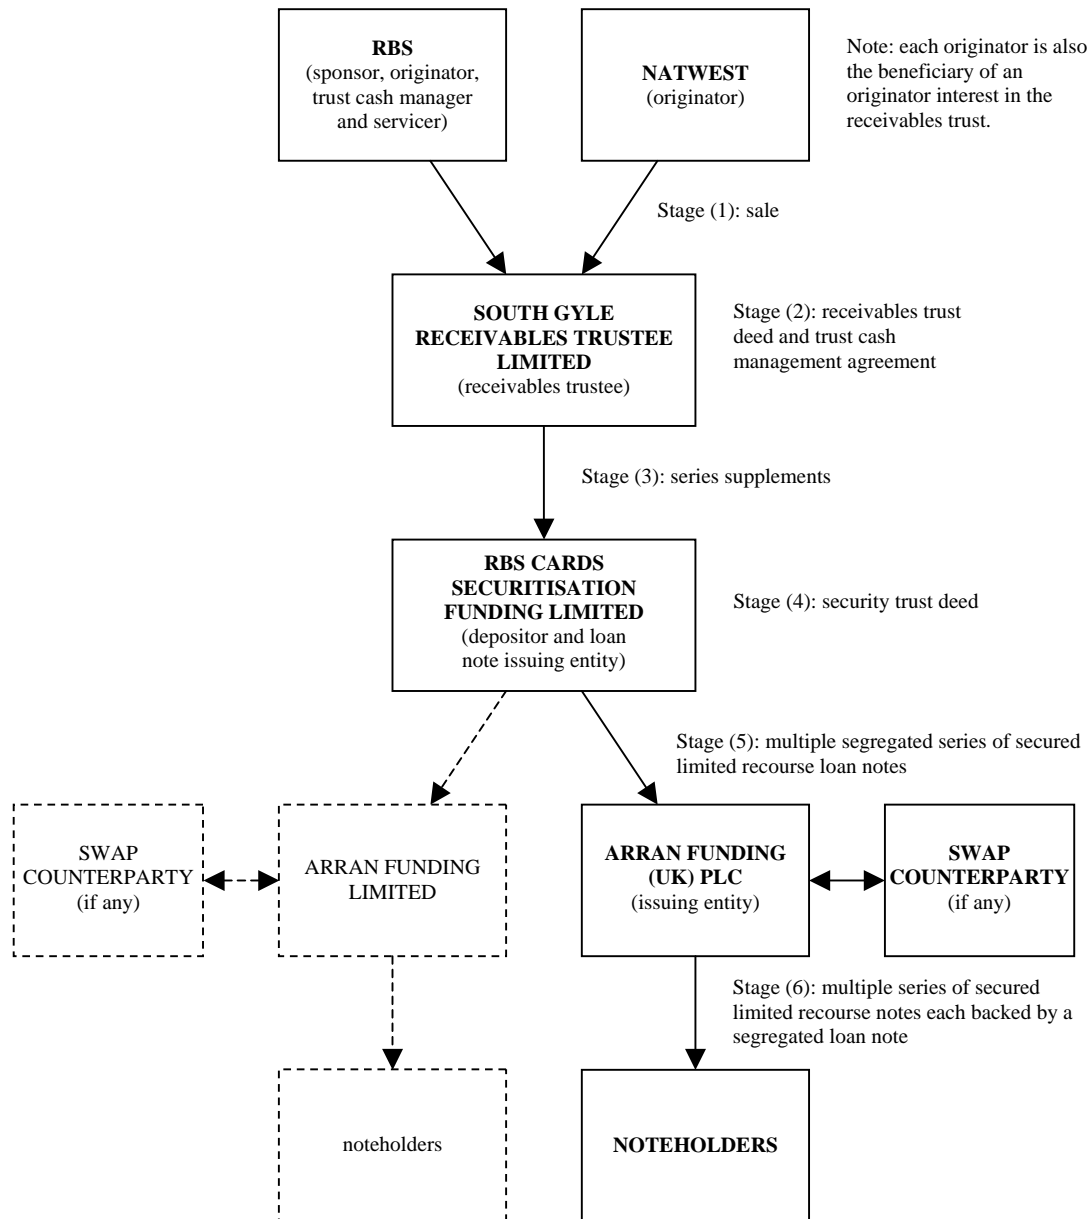 RBS
(sponsor, originator,
trust cash manager
and servicer)
NATWEST
(originator)
Note: each originator is also
the beneficiary of an
originator interest in the
receivables trust.
Stage (1): sale
SOUTH GYLE
RECEIVABLES TRUSTEE
LIMITED
(receivables trustee)
Stage (2): receivables trust
deed and trust cash
management agreement
Stage (3): series supplements
RBS CARDS
SECURITISATION
FUNDING LIMITED
(depositor and loan
note issuing entity)
Stage (4): security trust deed
Stage (5): multiple segregated series of secured
limited recourse loan notes
SWAP
COUNTERPARTY
(if any)
ARRAN FUNDING
LIMITED
ARRAN FUNDING
(UK) PLC
(issuing entity)
SWAP
COUNTERPARTY
(if any)
Stage (6): multiple series of secured
limited recourse notes each backed by a
segregated loan note
noteholders
NOTEHOLDERS